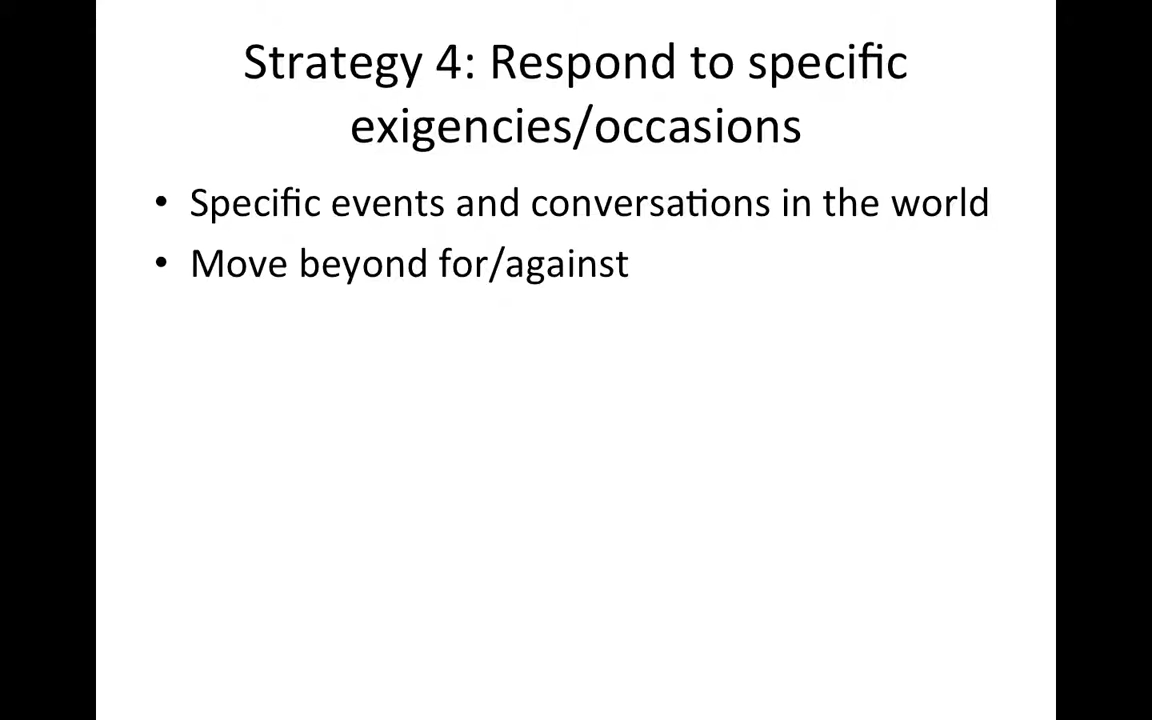 Strategy 4: Respond to specific
exigencies/occasions
• Specific events and conversations in the world
• Move beyond for/against